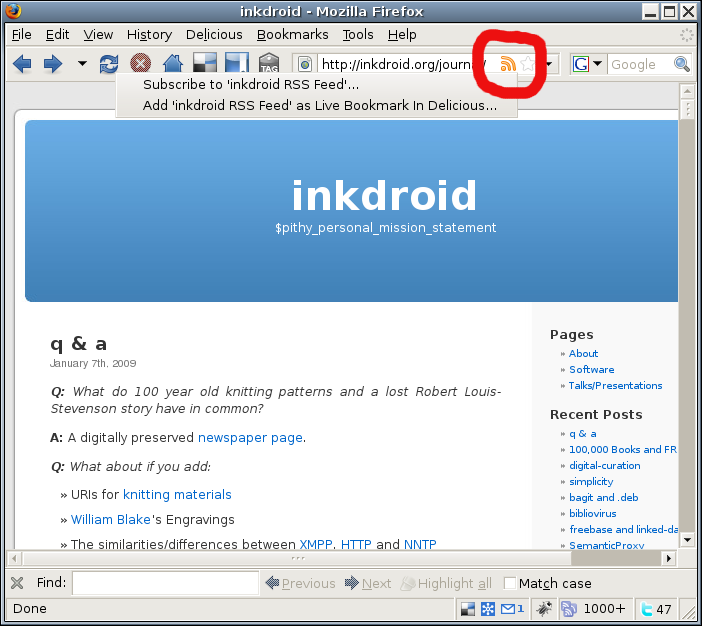 inkdroid - Mozilla Firefox
File Edit View History Delicious Bookmarks Tools Help
TAG http://inkdroid.org/journal/ G Google
Subscribe to 'inkdroid RSS Feed'...
Add 'inkdroid RSS Feed' as Live Bookmark In Delicious...
inkdroid
$pithy_personal_mission_statement
q & a
January 7th, 2009
Q: What do 100 year old knitting patterns and a lost Robert Louis-
Stevenson story have in common?
A: A digitally preserved newspaper page.
Q: What about if you add:
» URIs for knitting materials
» William Blake's Engravings
» The similarities/differences between XMPP, HTTP and NNTP
Pages
» About
» Software
» Talks/Presentations
Recent Posts
» q & a
» 100,000 Books and FR
» digital-curation
» simplicity
» bagit and .deb
» bibliovirus
» freebase and linked-da
» SemanticProxy
Find: Previous Next Highlight all Match case
Done 1 1000+ 47